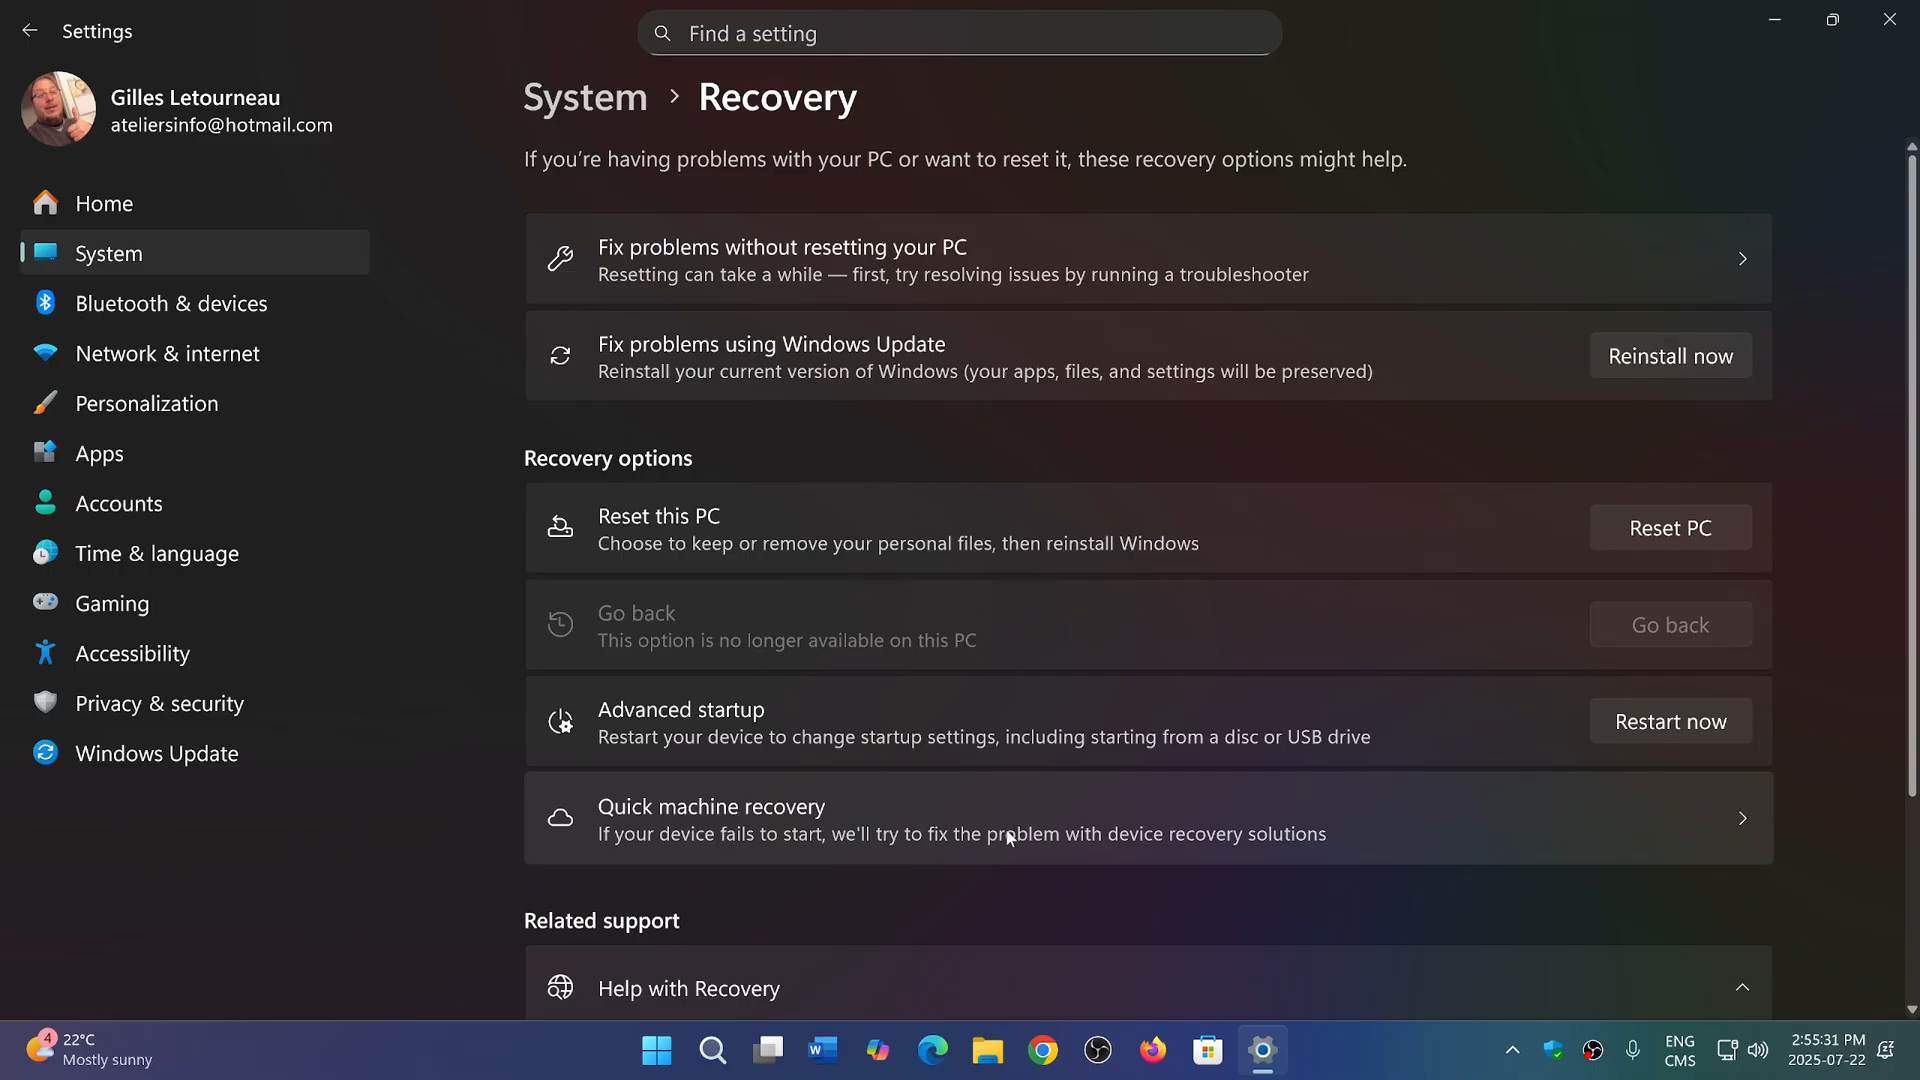 Settings
Find a setting
Gilles Letourneau
ateliersinfo@hotmail.com
Home
System
Bluetooth & devices
Network & internet
Personalization
Apps
Accounts
Time & language
Gaming
Accessibility
Privacy & security
Windows Update
System > Recovery
If you're having problems with your PC or want to reset it, these recovery options might help.
Fix problems without resetting your PC
Resetting can take a while — first, try resolving issues by running a troubleshooter
Fix problems using Windows Update
Reinstall your current version of Windows (your apps, files, and settings will be preserved)
Reinstall now
Recovery options
Reset this PC
Choose to keep or remove your personal files, then reinstall Windows
Reset PC
Go back
This option is no longer available on this PC
Go back
Advanced startup
Restart your device to change startup settings, including starting from a disc or USB drive
Restart now
Quick machine recovery
If your device fails to start, we'll try to fix the problem with device recovery solutions
Related support
Help with Recovery
4
22°C
Mostly sunny
W
ENG
CMS
2:55:31 PM
2025-07-22